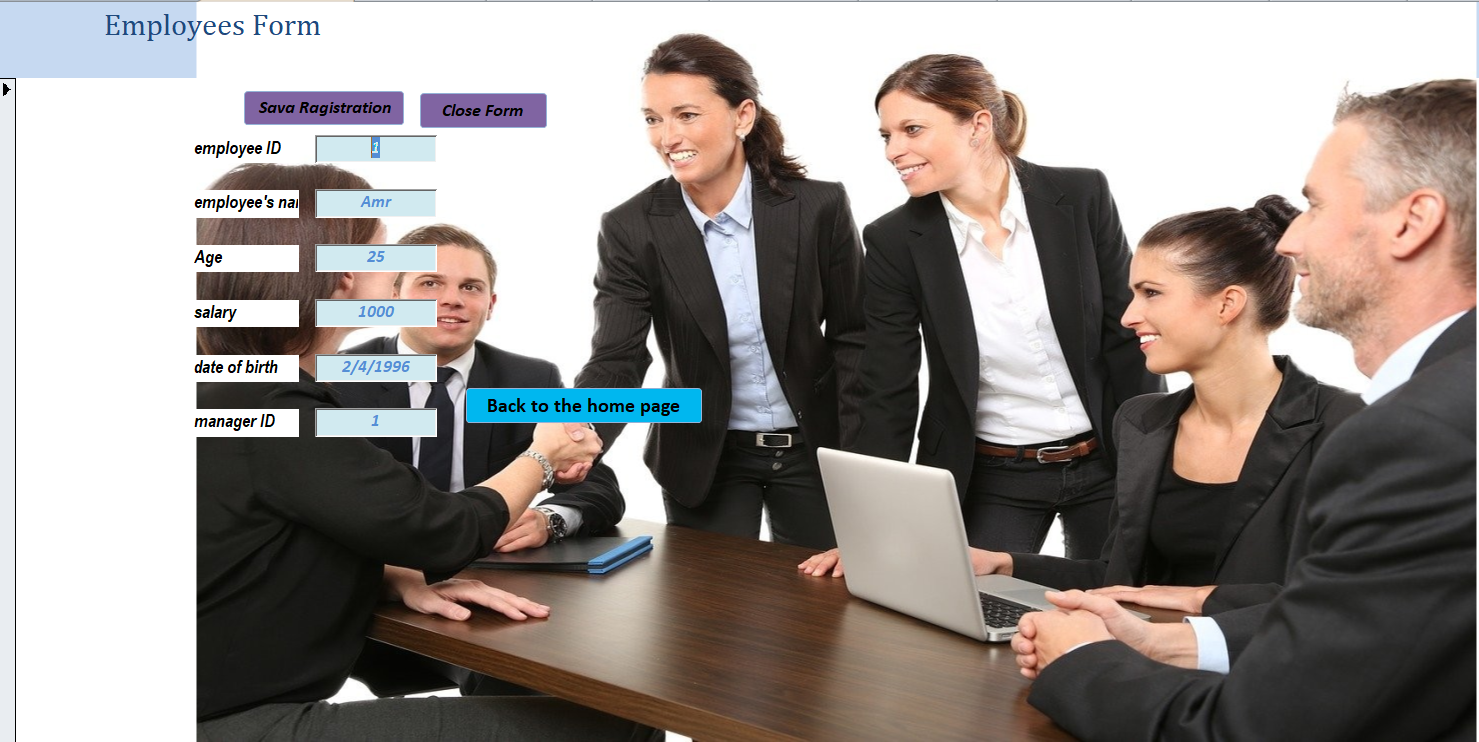 Employees Form
Sava Ragistration
Close Form
employee ID 1
employee's nar Amr
Age 25
salary 1000
date of birth 2/4/1996
manager ID 1
Back to the home page